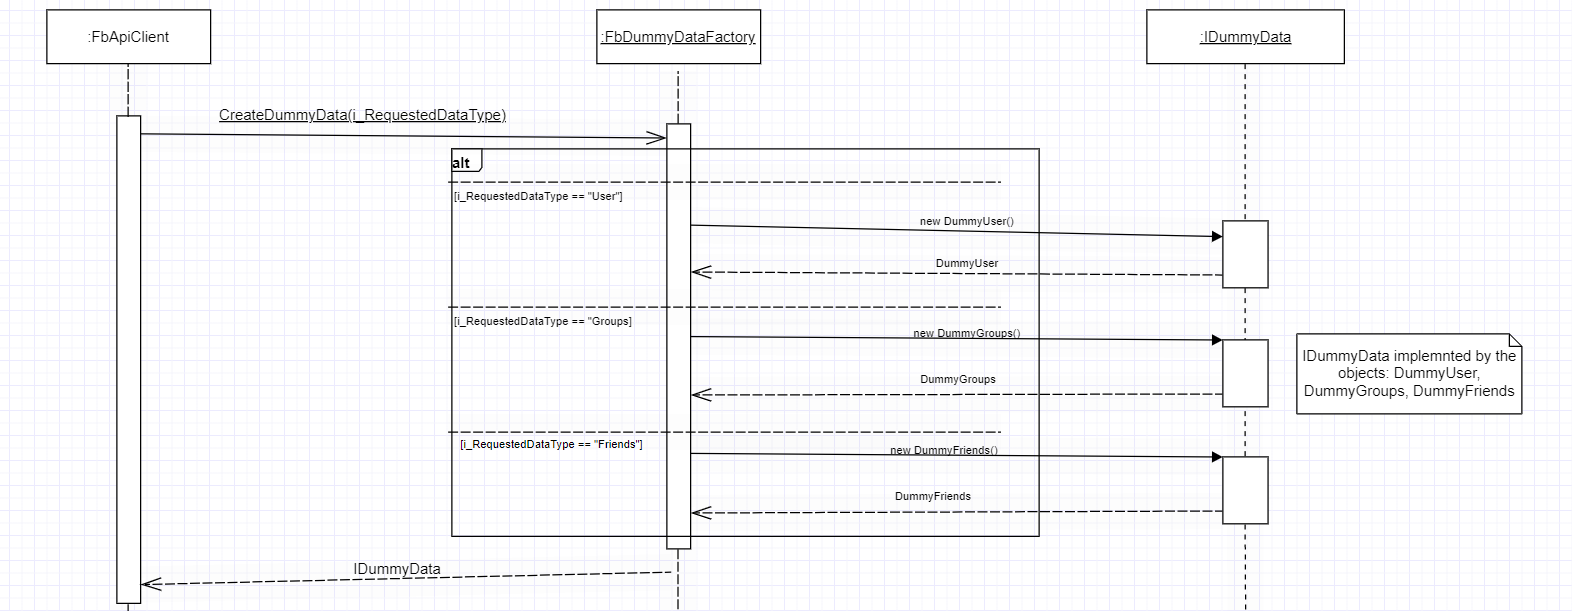 :FbApiClient
:FbDummyDataFactory
:IDummyData
CreateDummyData(i_RequestedDataType)
alt
[i_RequestedDataType == "User"]
new DummyUser()
DummyUser
[i_RequestedDataType == "Groups]
new DummyGroups()
DummyGroups
IDummyData implemnted by the
objects: DummyUser,
DummyGroups, DummyFriends
[i_RequestedDataType == "Friends"]
new DummyFriends()
DummyFriends
IDummyData